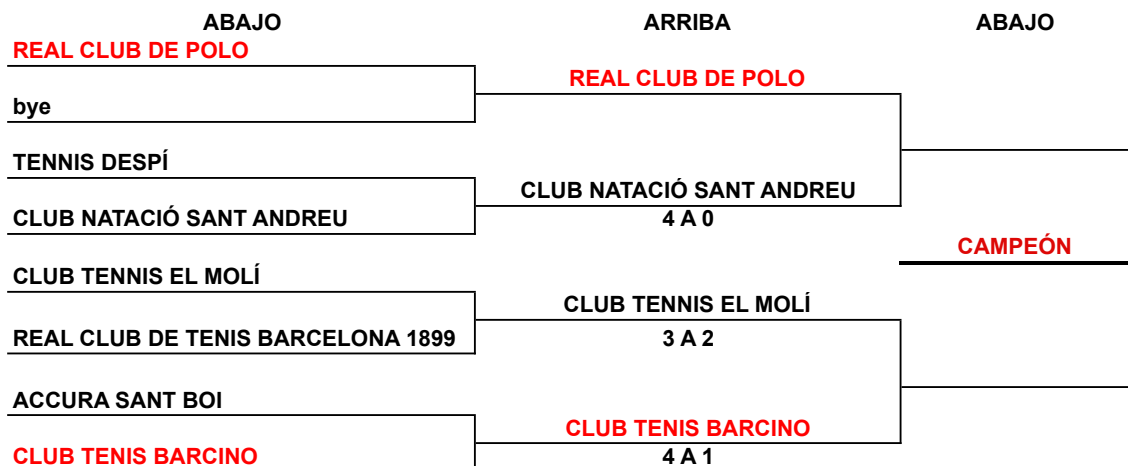 ABAJO ARRIBA ABAJO
REAL CLUB DE POLO
REAL CLUB DE POLO
bye
TENNIS DESPÍ
CLUB NATACIÓ SANT ANDREU
CLUB NATACIÓ SANT ANDREU 4 A 0
CAMPEÓN
CLUB TENNIS EL MOLÍ
CLUB TENNIS EL MOLÍ
REAL CLUB DE TENIS BARCELONA 1899 3 A 2
ACCURA SANT BOI
CLUB TENIS BARCINO
CLUB TENIS BARCINO 4 A 1